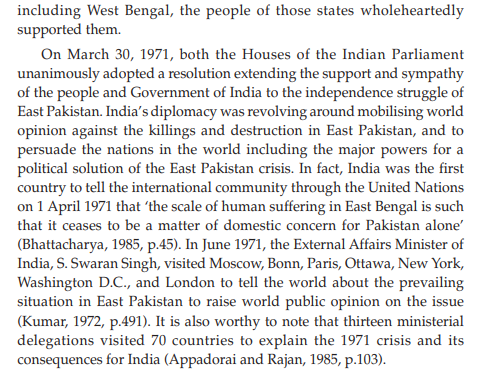 including West Bengal, the people of those states wholeheartedly
supported them.
On March 30, 1971, both the Houses of the Indian Parliament
unanimously adopted a resolution extending the support and sympathy
of the people and Government of India to the independence struggle of
East Pakistan. India's diplomacy was revolving around mobilising world
opinion against the killings and destruction in East Pakistan, and to
persuade the nations in the world including the major powers for a
political solution of the East Pakistan crisis. In fact, India was the first
country to tell the international community through the United Nations
on 1 April 1971 that ‘the scale of human suffering in East Bengal is such
that it ceases to be a matter of domestic concern for Pakistan alone’
(Bhattacharya, 1985, p.45). In June 1971, the External Affairs Minister of
India, S. Swaran Singh, visited Moscow, Bonn, Paris, Ottawa, New York,
Washington D.C., and London to tell the world about the prevailing
situation in East Pakistan to raise world public opinion on the issue
(Kumar, 1972, p.491). It is also worthy to note that thirteen ministerial
delegations visited 70 countries to explain the 1971 crisis and its
consequences for India (Appadorai and Rajan, 1985, p.103).